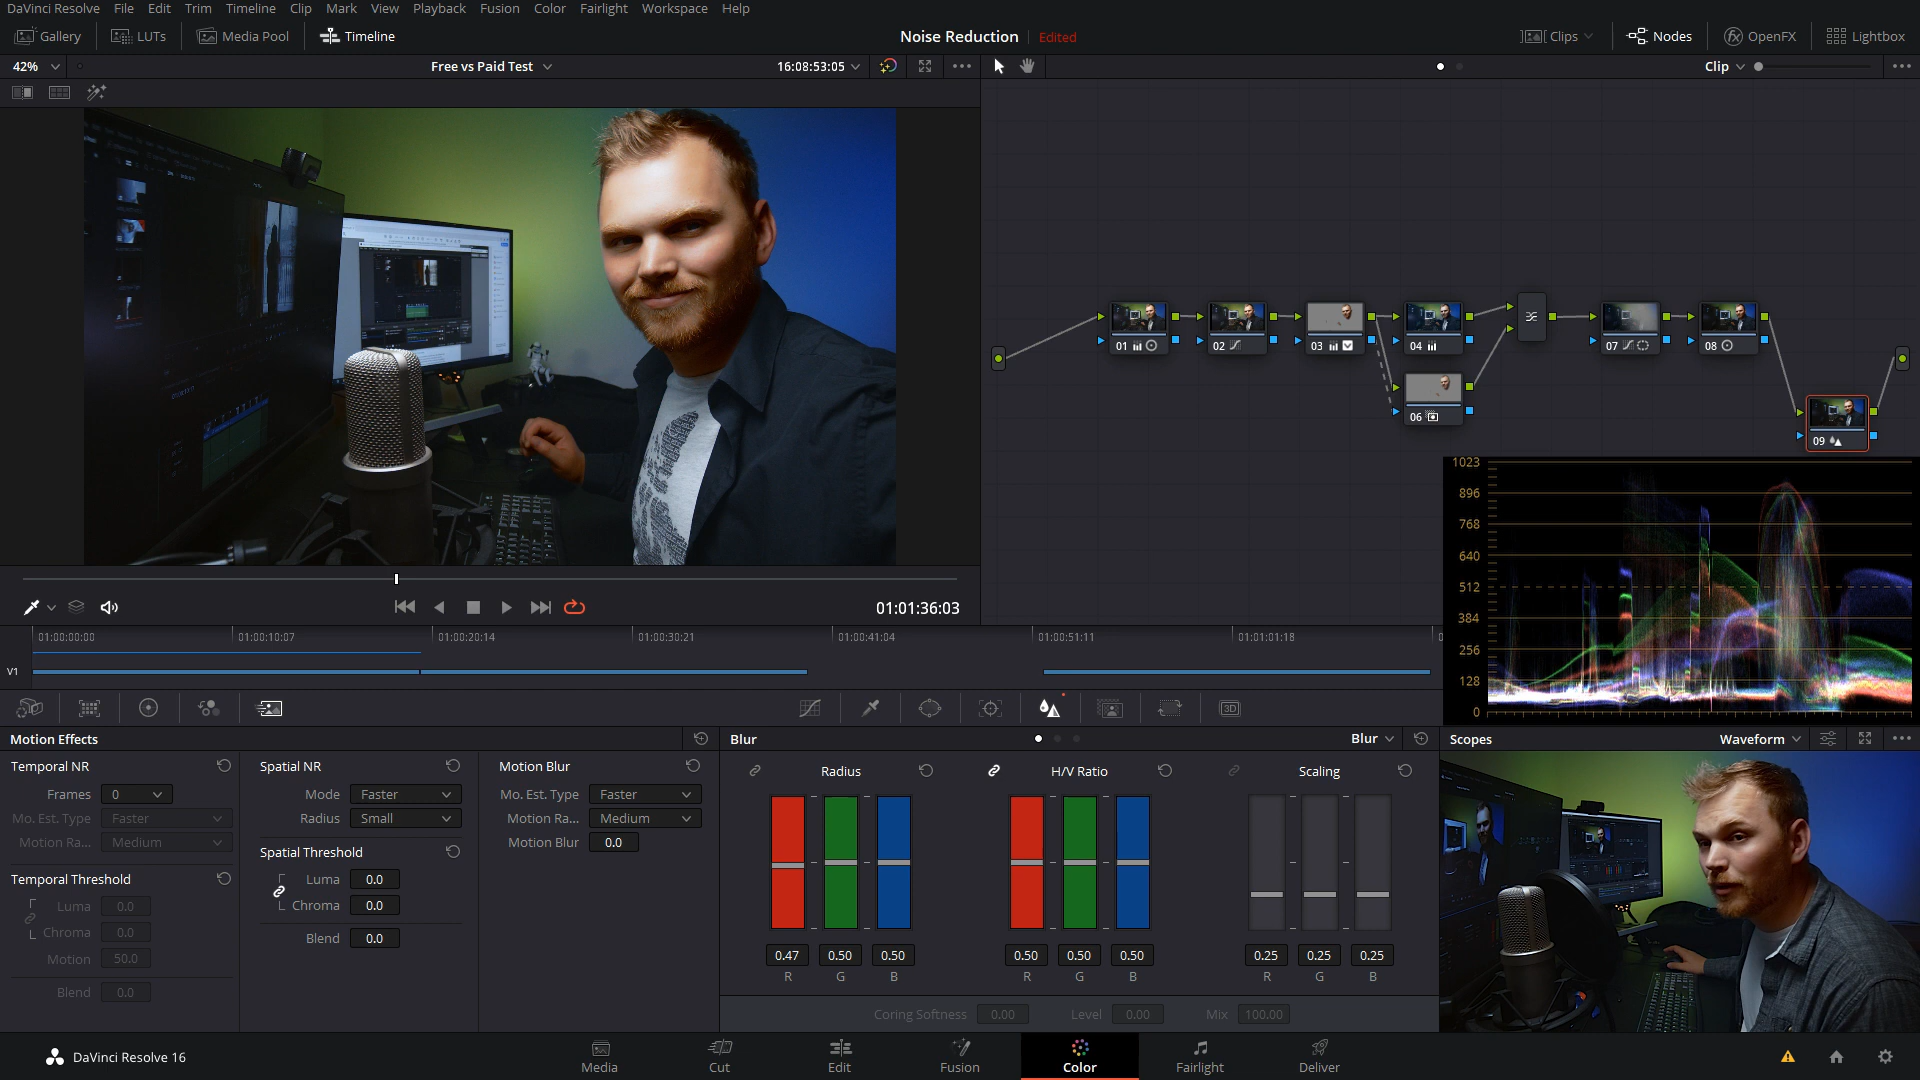 DaVinci Resolve File Edit Trim Timeline Clip Mark View Playback Fusion Color Fairlight Workspace Help
Gallery LUTs Media Pool Timeline Noise Reduction Edited Clips Nodes OpenFX Lightbox
42% Free vs Paid Test 16:08:53:05 Clip
01 02 03 04 07 08
06
09
01:01:36:03
01:00:00:00 01:00:10:07 01:00:20:14 01:00:30:21 01:00:41:04 01:00:51:11 01:01:01:18 0
V1
3D
1023
896
768
640
512
384
256
128
0
Motion Effects
Temporal NR
Frames 0
Mo. Est. Type Faster
Motion Ra... Medium
Temporal Threshold
Luma 0.0
Chroma 0.0
Motion 50.0
Blend 0.0
Spatial NR
Mode Faster
Radius Small
Spatial Threshold
Luma 0.0
Chroma 0.0
Blend 0.0
Motion Blur
Mo. Est. Type Faster
Motion Ra... Medium
Motion Blur 0.0
Blur Blur
Radius H/V Ratio Scaling
0.47 0.50 0.50 0.50 0.50 0.50 0.25 0.25 0.25
R G B R G B R G B
Coring Softness 0.00 Level 0.00 Mix 100.00
Scopes Waveform
DaVinci Resolve 16
Media Cut Edit Fusion Color Fairlight Deliver